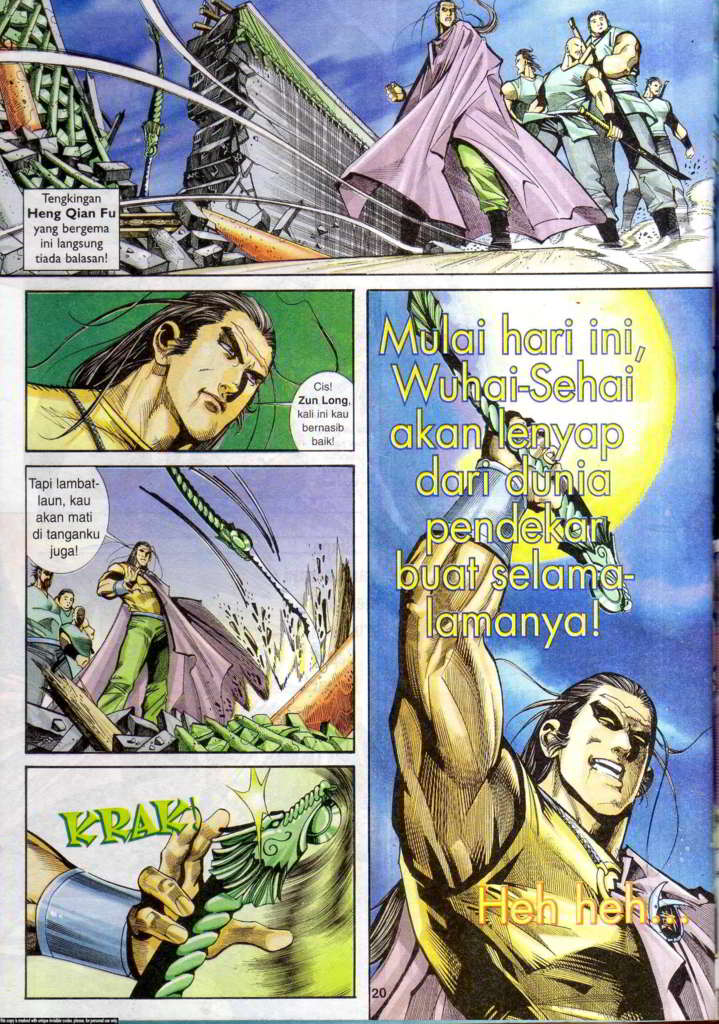 Tengkingan
Heng Qian Fu
yang bergema
ini langsung
tiada balasan!
Cis!
Zun Long,
kali ini kau
bernasib
baik!
Tapi lambat-
laun, kau
akan mati
di tanganku
juga!
KRAK
Mulai hari ini,
Wuhai-Sehai
akan lenyap
dari dunia
pendekar
buat selama-
lamanya!
Heh heh...
20